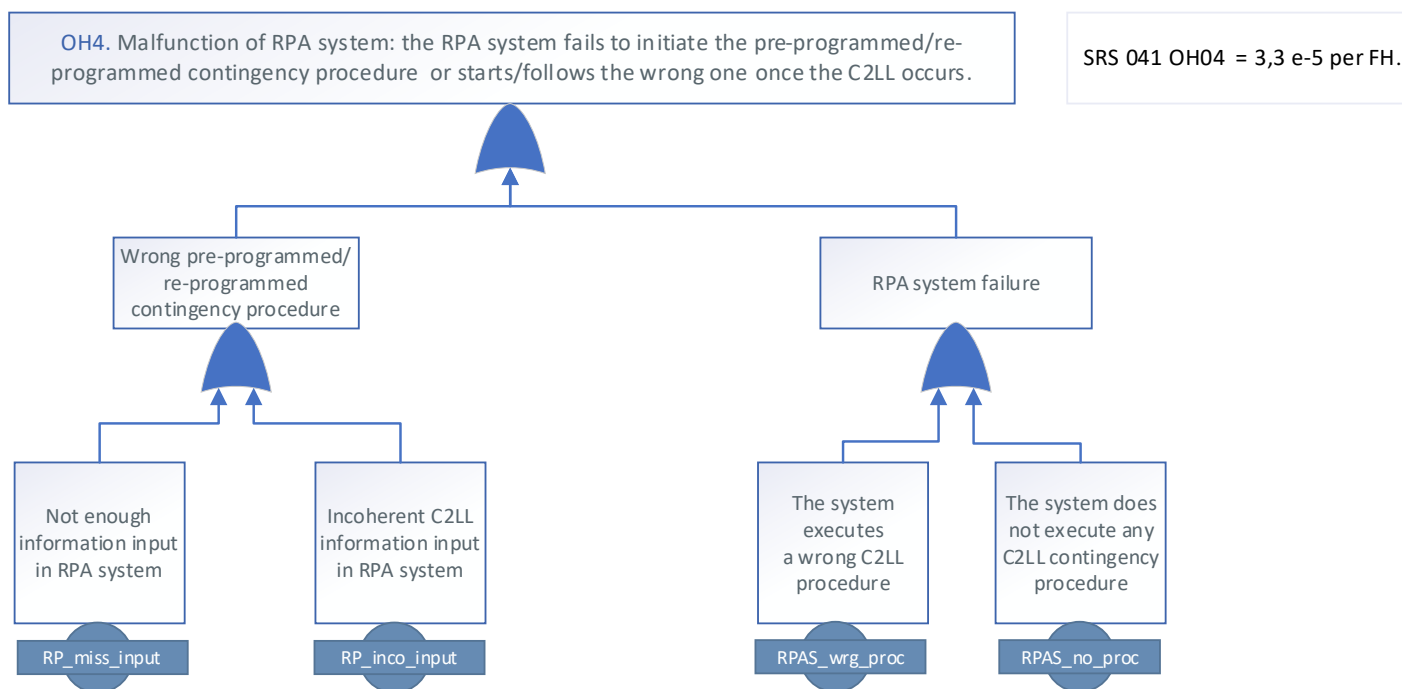 OH4. Malfunction of RPA system: the RPA system fails to initiate the pre-programmed/re-
programmed contingency procedure or starts/follows the wrong one once the C2LL occurs.
SRS 041 OH04 = 3,3 e-5 per FH.
Wrong pre-programmed/
re-programmed
contingency procedure
RPA system failure
Not enough
information input
in RPA system
Incoherent C2LL
information input
in RPA system
The system
executes
a wrong C2LL
procedure
The system does
not execute any
C2LL contingency
procedure
RP_miss_input
RP_inco_input
RPAS_wrg_proc
RPAS_no_proc